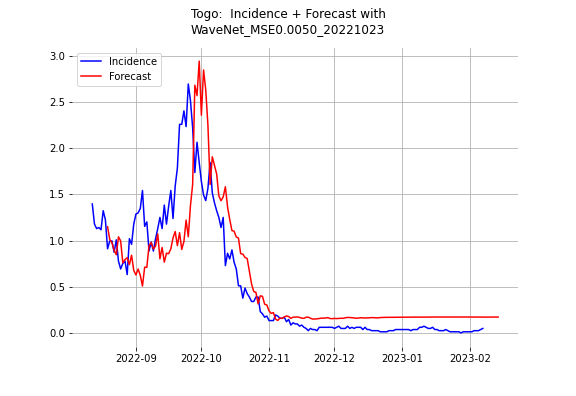 Togo:  Incidence + Forecast with
WaveNet_MSE0.0050_20221023
Incidence
Forecast
3.0
2.5
2.0
1.5
1.0
0.5
0.0
2022-09 2022-10 2022-11 2022-12 2023-01 2023-02